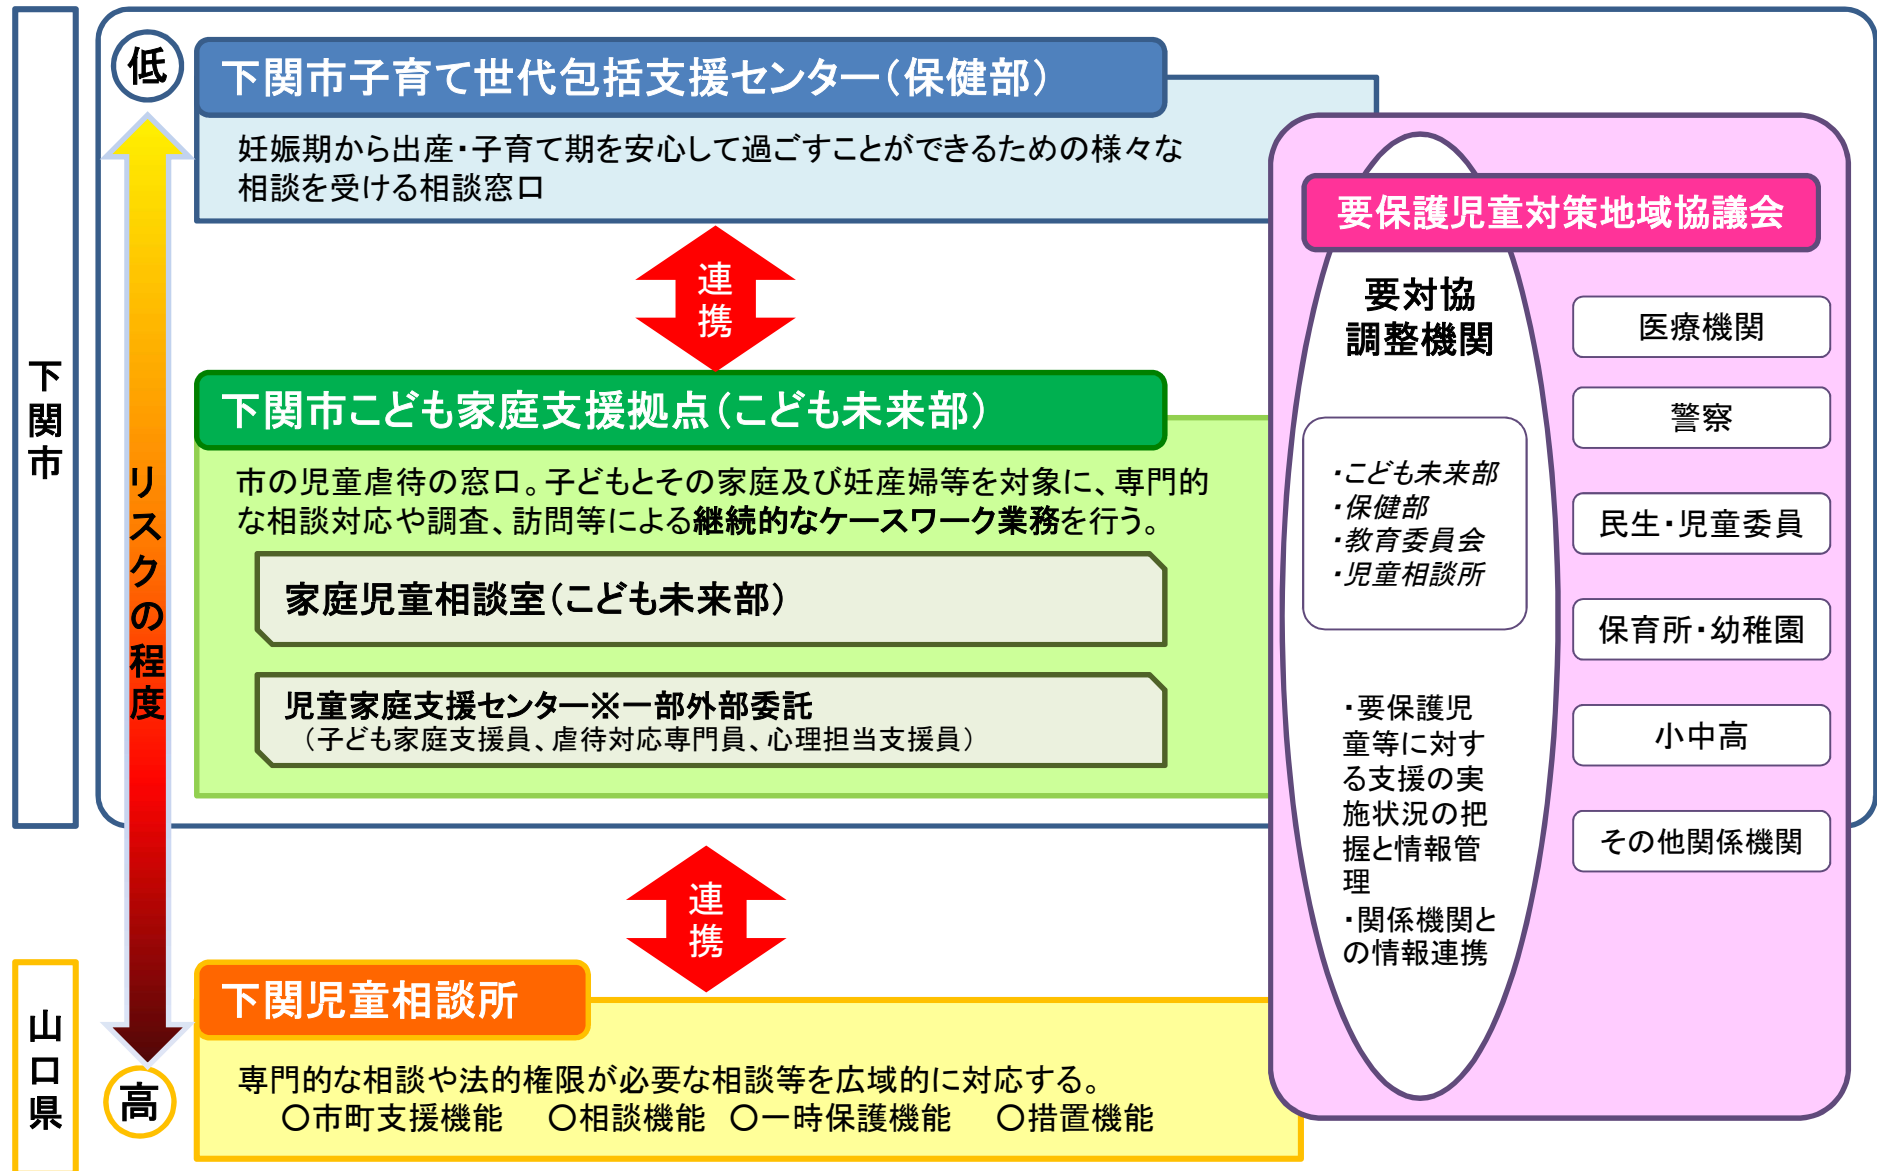 下関市
低
リスクの程度
高
山口県
下関市子育て世代包括支援センター（保健部）
妊娠期から出産・子育て期を安心して過ごすことができるための様々な
相談を受ける相談窓口
連携
下関市こども家庭支援拠点（こども未来部）
市の児童虐待の窓口。子どもとその家庭及び妊産婦等を対象に、専門的
な相談対応や調査、訪問等による継続的なケースワーク業務を行う。
家庭児童相談室（こども未来部）
児童家庭支援センター※一部外部委託
（子ども家庭支援員、虐待対応専門員、心理担当支援員）
連携
下関児童相談所
専門的な相談や法的権限が必要な相談等を広域的に対応する。
○市町支援機能　○相談機能　○一時保護機能　○措置機能
要保護児童対策地域協議会
要対協
調整機関
・こども未来部
・保健部
・教育委員会
・児童相談所
・要保護児
童等に対す
る支援の実
施状況の把
握と情報管
理
・関係機関と
の情報連携
医療機関
警察
民生・児童委員
保育所・幼稚園
小中高
その他関係機関